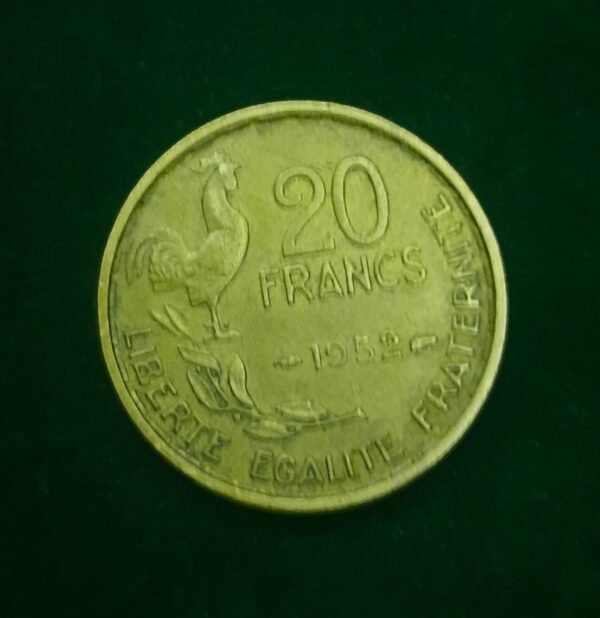 20
FRANCS
1952
LIBERTE EGALITE FRATERNITE